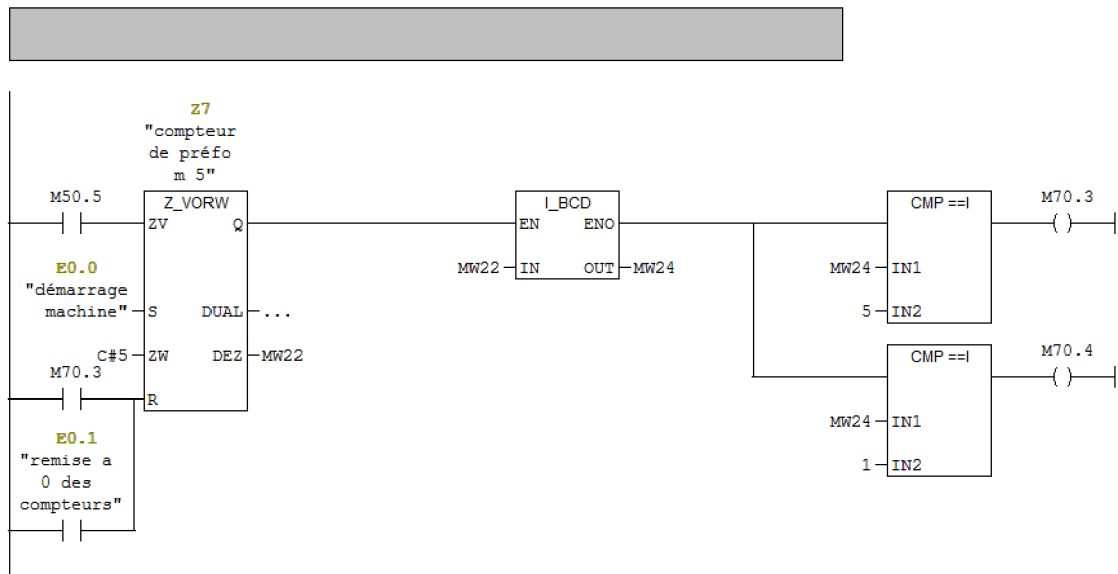 Z7
"compteur
de préfo
m 5"
M50.5
Z_VORW
I_BCD
CMP ==I
M70.3
ZV
Q
EN
ENO
E0.0
"démarrage
machine"
S
DUAL
...
MW22
IN
OUT
MW24
MW24
IN1
5
IN2
C#5
ZW
DEZ
MW22
M70.3
R
CMP ==I
M70.4
E0.1
"remise a
0 des
compteurs"
MW24
IN1
1
IN2